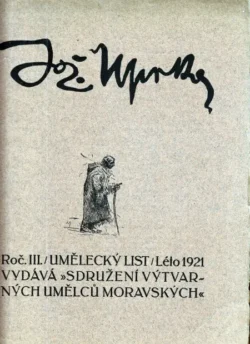 Jož. Uprka
Roč. III./UMĚLECKÝ LIST/Léto 1921
VYDÁVÁ »SDRUŽENÍ VÝTVAR-
NÝCH UMĚLCŮ MORAVSKÝCH«